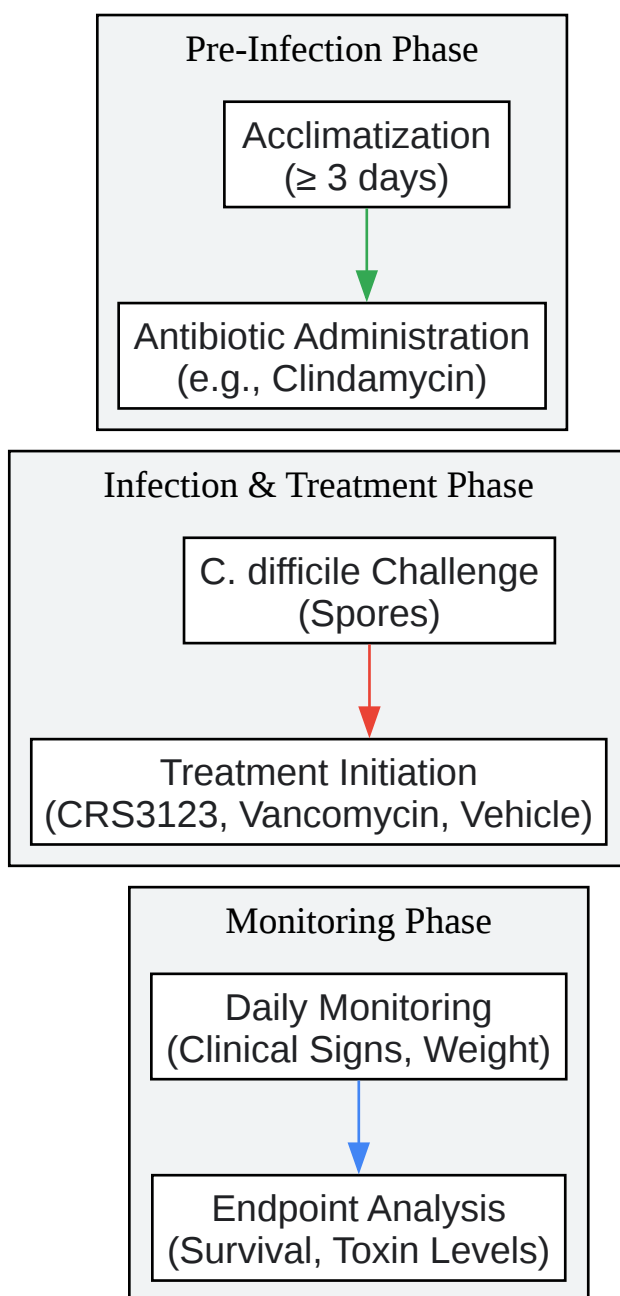 Pre-Infection Phase
Acclimatization
(≥ 3 days)
Antibiotic Administration
(e.g., Clindamycin)
Infection & Treatment Phase
C. difficile Challenge
(Spores)
Treatment Initiation
(CRS3123, Vancomycin, Vehicle)
Monitoring Phase
Daily Monitoring
(Clinical Signs, Weight)
Endpoint Analysis
(Survival, Toxin Levels)